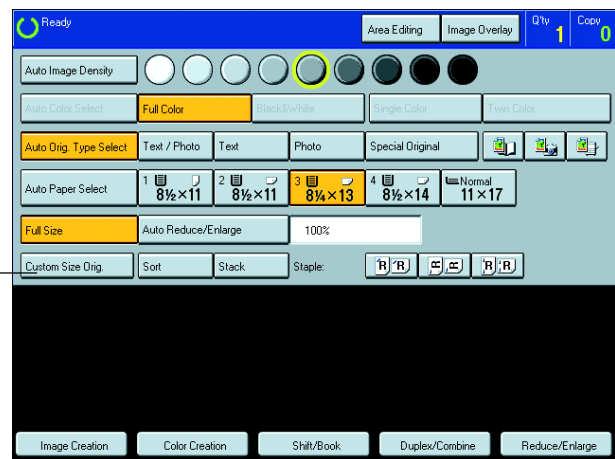 Ready
Area Editing Image Overlay Q'ty 1 Copy 0
Auto Image Density
Auto Color Select Full Color Black&White Single Color Twin Color
Auto Orig. Type Select Text / Photo Text Photo Special Original
Auto Paper Select 1 8½×11 2 8½×11 3 8¼×13 4 8½×14 Normal 11×17
Full Size Auto Reduce/Enlarge 100%
Custom Size Orig. Sort Stack Staple: R R R R R R
Image Creation Color Creation Shift/Book Duplex/Combine Reduce/Enlarge